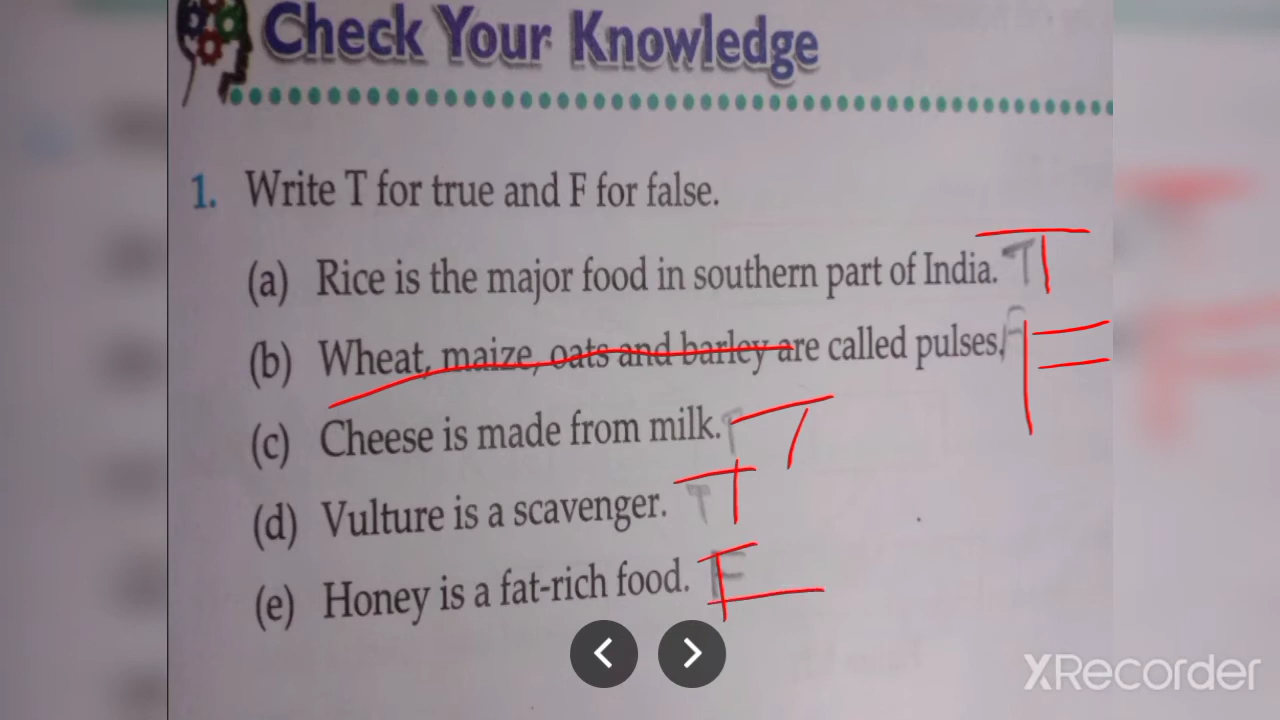 Check Your Knowledge
1. Write T for true and F for false.
(a) Rice is the major food in southern part of India. T T
(b) Wheat, maize, oats and barley are called pulses. F
(c) Cheese is made from milk. T T
(d) Vulture is a scavenger. T T
(e) Honey is a fat-rich food. F F
XRecorder